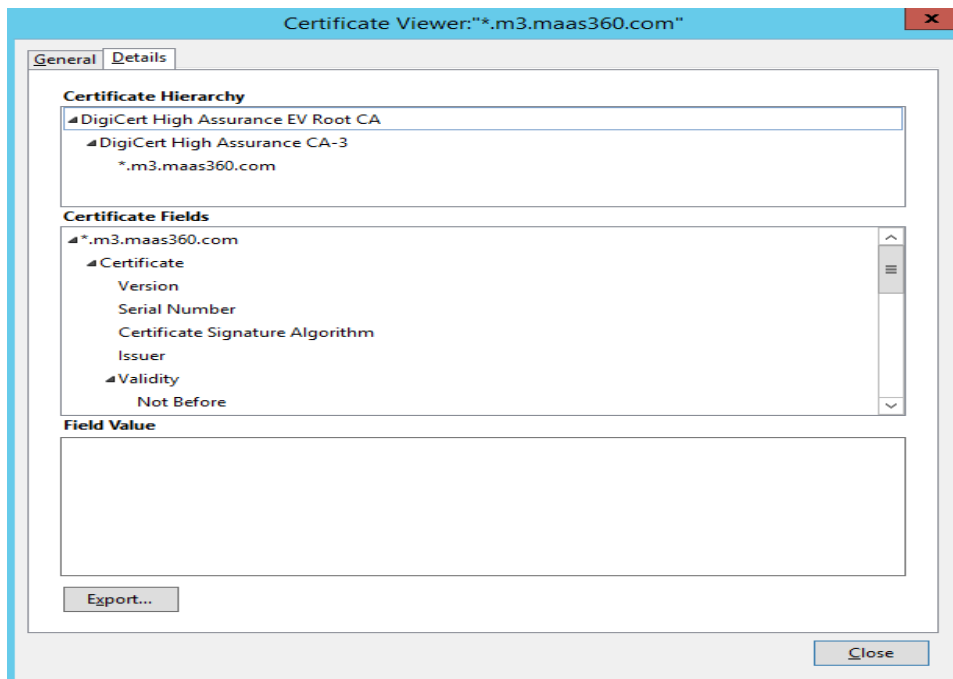 Certificate Viewer:"*.m3.maas360.com"
x
General
Details
Certificate Hierarchy
DigiCert High Assurance EV Root CA
DigiCert High Assurance CA-3
*.m3.maas360.com
Certificate Fields
*.m3.maas360.com
Certificate
Version
Serial Number
Certificate Signature Algorithm
Issuer
Validity
Not Before
Field Value
Export...
Close